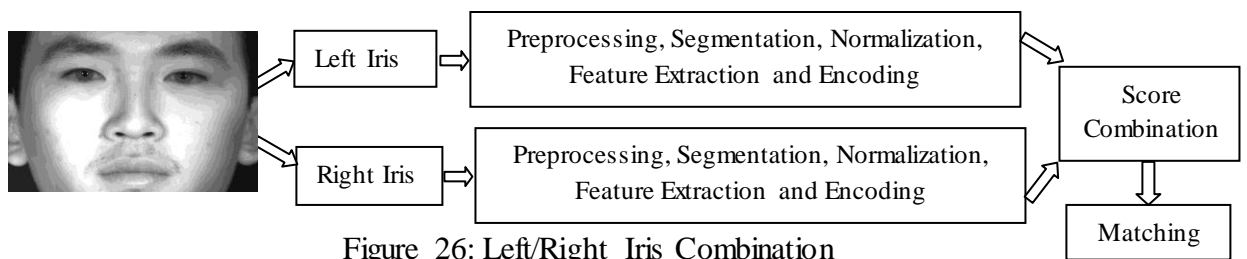 Left Iris
Preprocessing, Segmentation, Normalization,
Feature Extraction and Encoding
Score
Combination
Right Iris
Preprocessing, Segmentation, Normalization,
Feature Extraction and Encoding
Matching
Figure 26: Left/Right Iris Combination